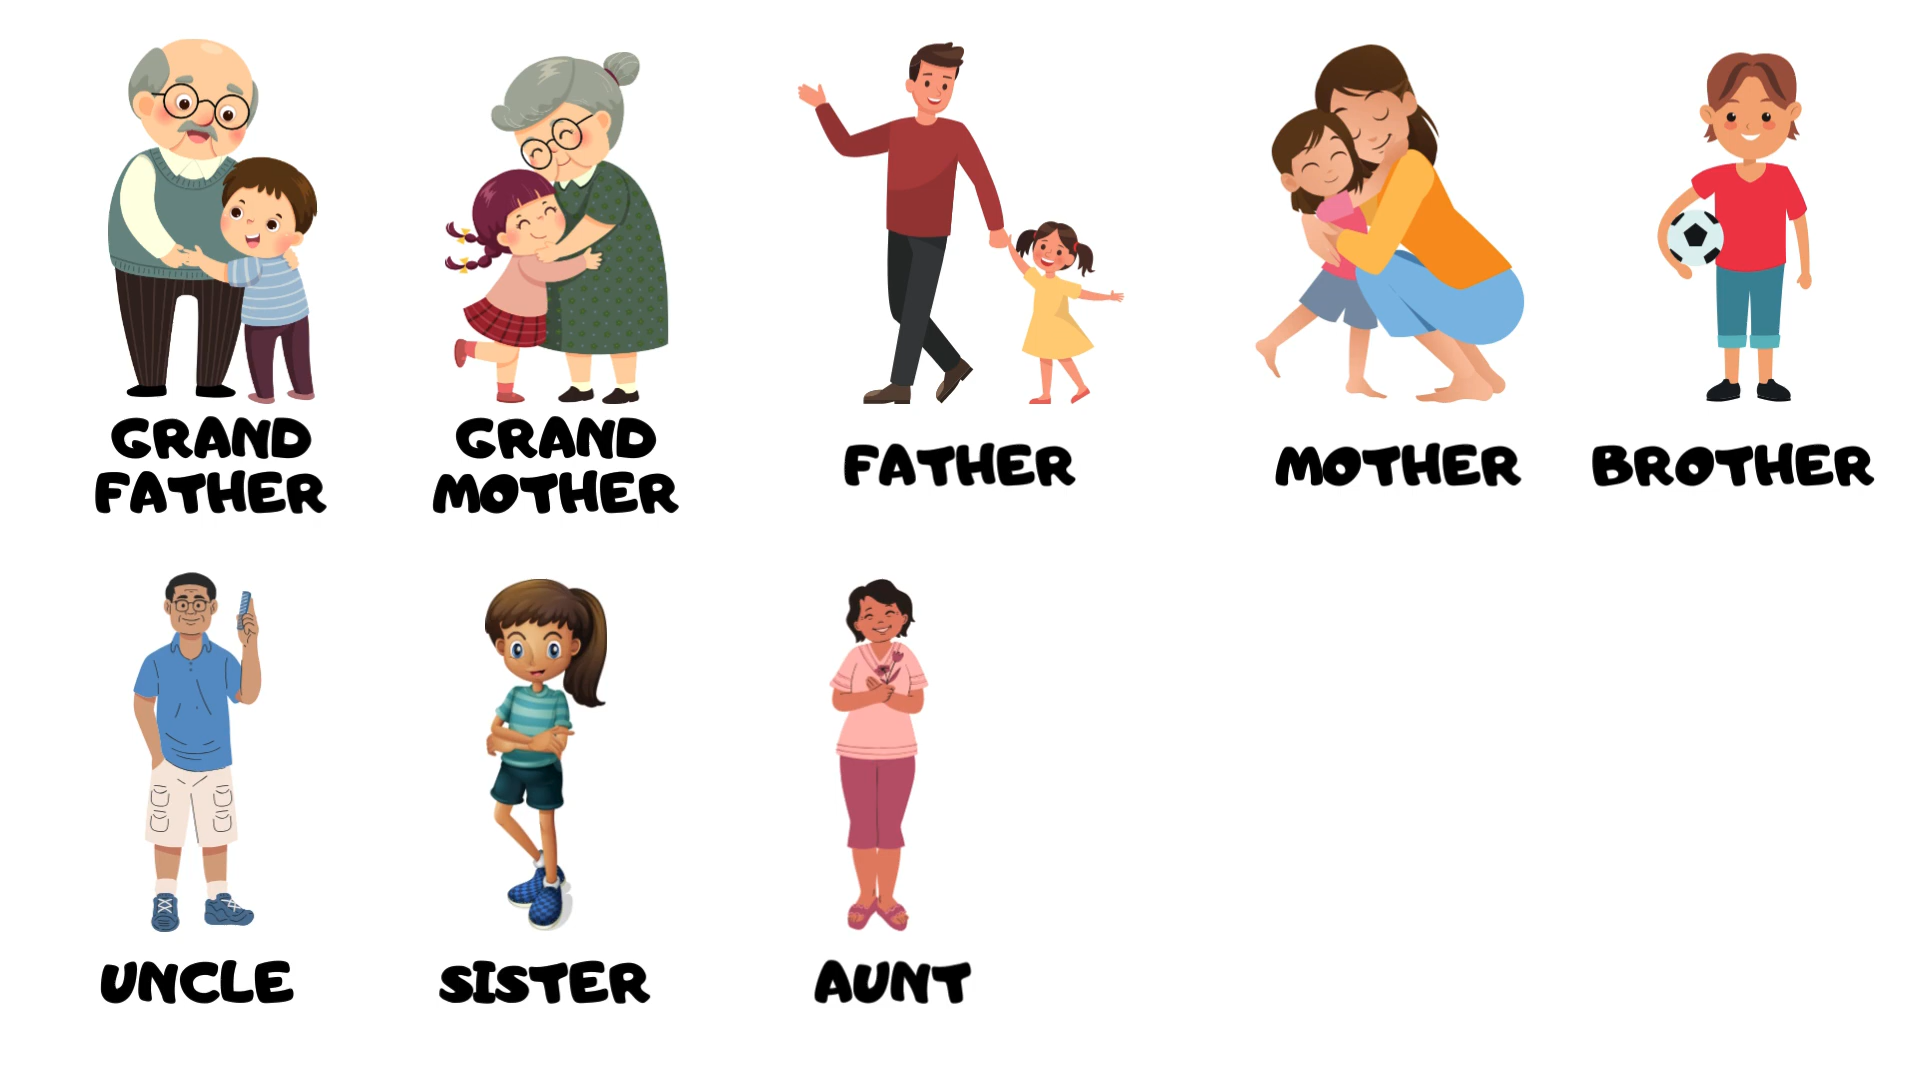 GRAND
FATHER
GRAND
MOTHER
FATHER
MOTHER
BROTHER
UNCLE
SISTER
AUNT